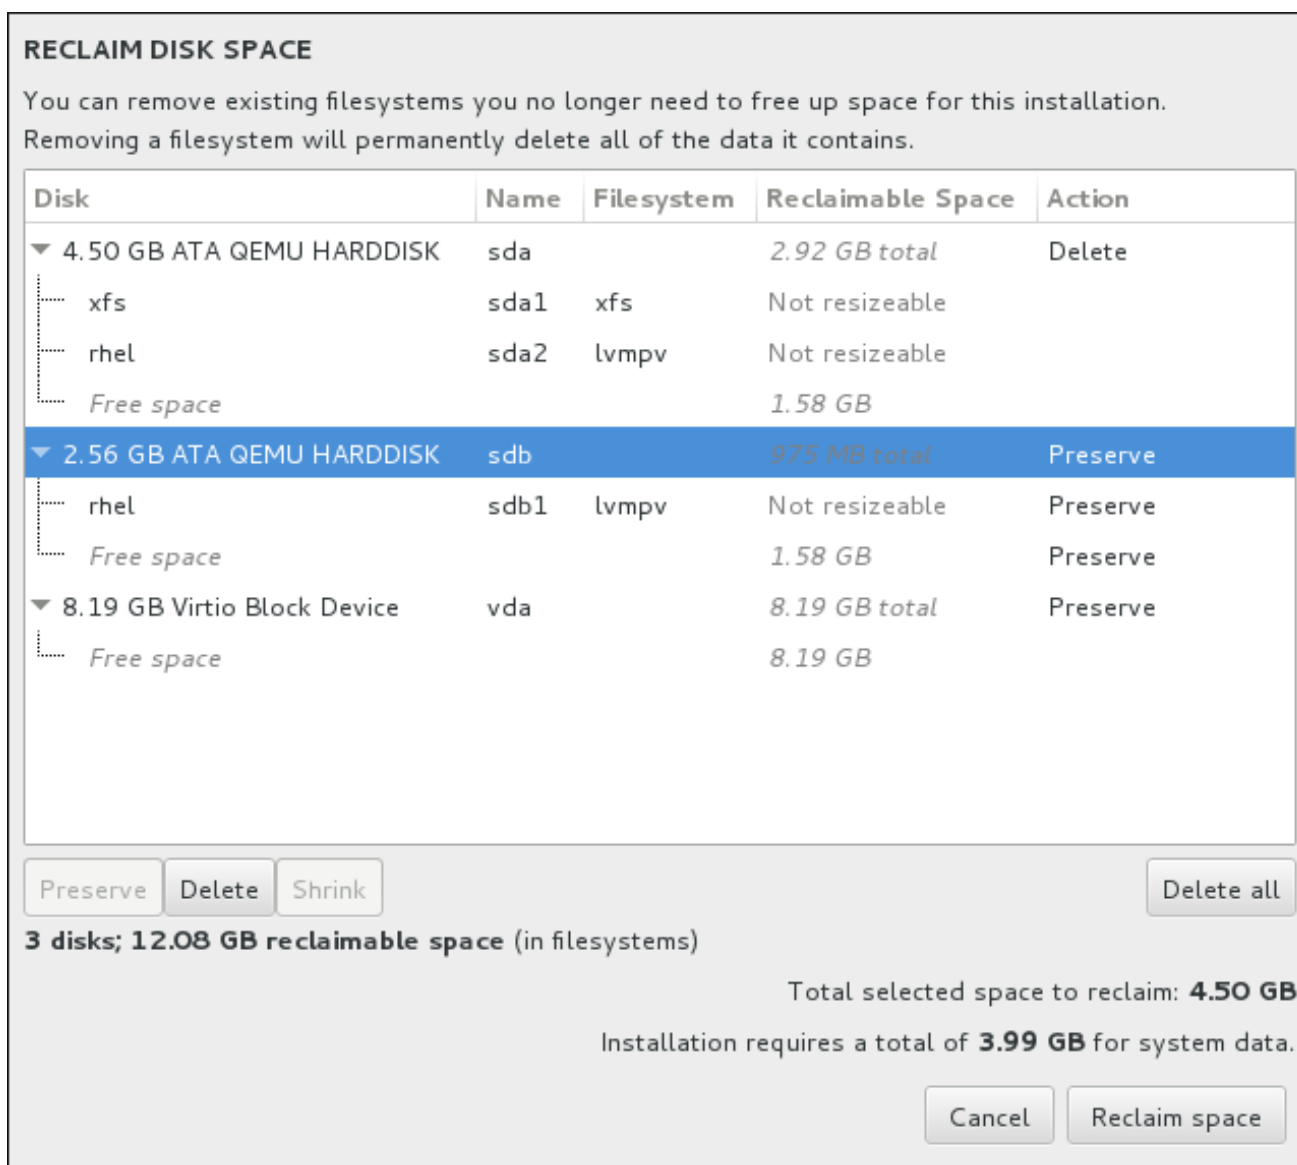 RECLAIM DISK SPACE
You can remove existing filesystems you no longer need to free up space for this installation.
Removing a filesystem will permanently delete all of the data it contains.
Disk Name Filesystem Reclaimable Space Action
4.50 GB ATA QEMU HARDDISK sda 2.92 GB total Delete
xfs sda1 xfs Not resizeable
rhel sda2 lvmpv Not resizeable
Free space 1.58 GB
2.56 GB ATA QEMU HARDDISK sdb 975 MB total Preserve
rhel sdb1 lvmpv Not resizeable Preserve
Free space 1.58 GB Preserve
8.19 GB Virtio Block Device vda 8.19 GB total Preserve
Free space 8.19 GB
Preserve Delete Shrink Delete all
3 disks; 12.08 GB reclaimable space (in filesystems)
Total selected space to reclaim: 4.50 GB
Installation requires a total of 3.99 GB for system data.
Cancel Reclaim space